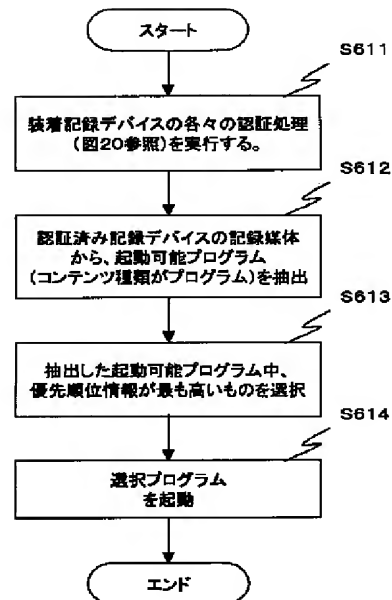 スタート
S611
装着記録デバイスの各々の認証処理
(図20参照)を実行する。
S612
認証済み記録デバイスの記録媒体
から、起動可能プログラム
(コンテンツ種類がプログラム)を抽出
S613
抽出した起動可能プログラム中、
優先順位情報が最も高いものを選択
S614
選択プログラム
を起動
エンド